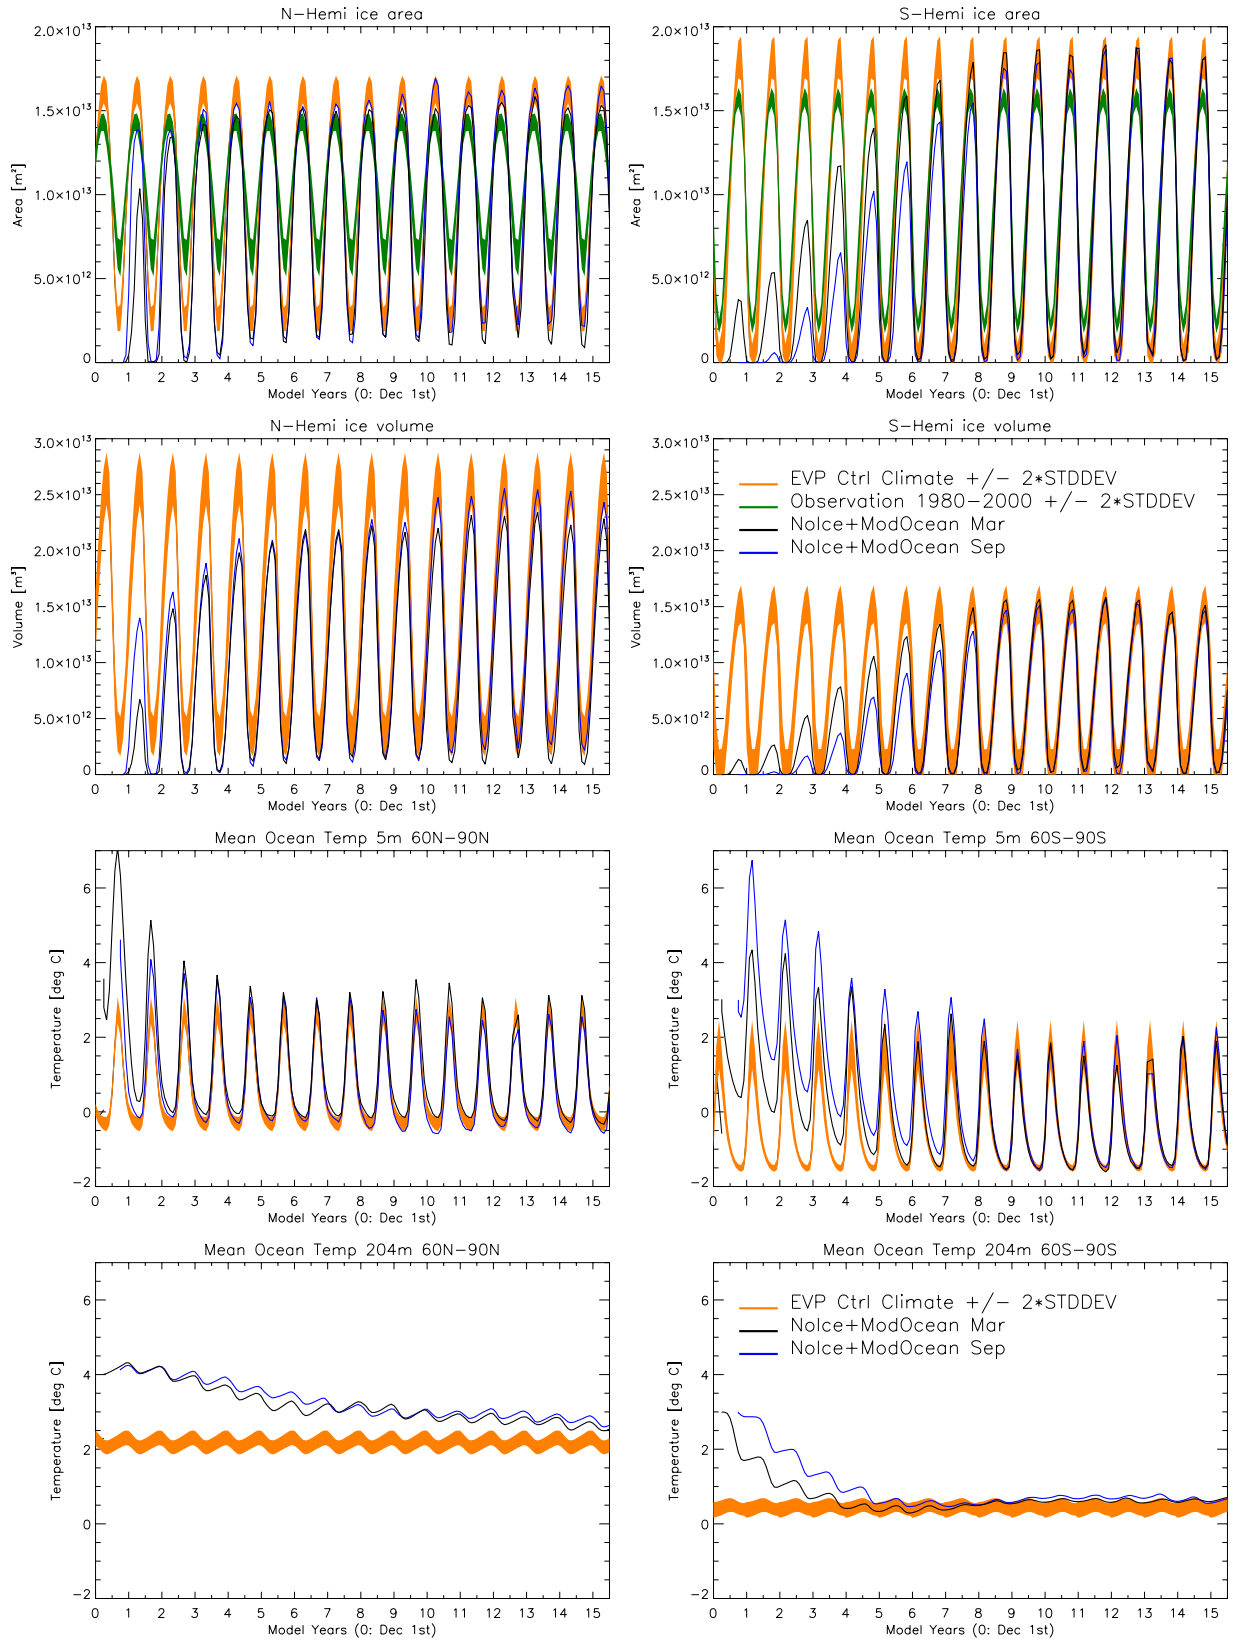 N-Hemi ice area
2.0×10¹³
1.5×10¹³
1.0×10¹³
5.0×10¹²
0
Area [m²]
0 1 2 3 4 5 6 7 8 9 10 11 12 13 14 15
Model Years (0: Dec 1st)
S-Hemi ice area
2.0×10¹³
1.5×10¹³
1.0×10¹³
5.0×10¹²
0
Area [m²]
0 1 2 3 4 5 6 7 8 9 10 11 12 13 14 15
Model Years (0: Dec 1st)
N-Hemi ice volume
3.0×10¹³
2.5×10¹³
2.0×10¹³
1.5×10¹³
1.0×10¹³
5.0×10¹²
0
Volume [m³]
0 1 2 3 4 5 6 7 8 9 10 11 12 13 14 15
Model Years (0: Dec 1st)
S-Hemi ice volume
3.0×10¹³
2.5×10¹³
2.0×10¹³
1.5×10¹³
1.0×10¹³
5.0×10¹²
0
Volume [m³]
EVP Ctrl Climate +/- 2*STDDEV
Observation 1980-2000 +/- 2*STDDEV
NoIce+ModOcean Mar
NoIce+ModOcean Sep
0 1 2 3 4 5 6 7 8 9 10 11 12 13 14 15
Model Years (0: Dec 1st)
Mean Ocean Temp 5m 60N-90N
6
4
2
0
-2
Temperature [deg C]
0 1 2 3 4 5 6 7 8 9 10 11 12 13 14 15
Model Years (0: Dec 1st)
Mean Ocean Temp 5m 60S-90S
6
4
2
0
-2
Temperature [deg C]
0 1 2 3 4 5 6 7 8 9 10 11 12 13 14 15
Model Years (0: Dec 1st)
Mean Ocean Temp 204m 60N-90N
6
4
2
0
-2
Temperature [deg C]
0 1 2 3 4 5 6 7 8 9 10 11 12 13 14 15
Model Years (0: Dec 1st)
Mean Ocean Temp 204m 60S-90S
6
4
2
0
-2
Temperature [deg C]
EVP Ctrl Climate +/- 2*STDDEV
NoIce+ModOcean Mar
NoIce+ModOcean Sep
0 1 2 3 4 5 6 7 8 9 10 11 12 13 14 15
Model Years (0: Dec 1st)